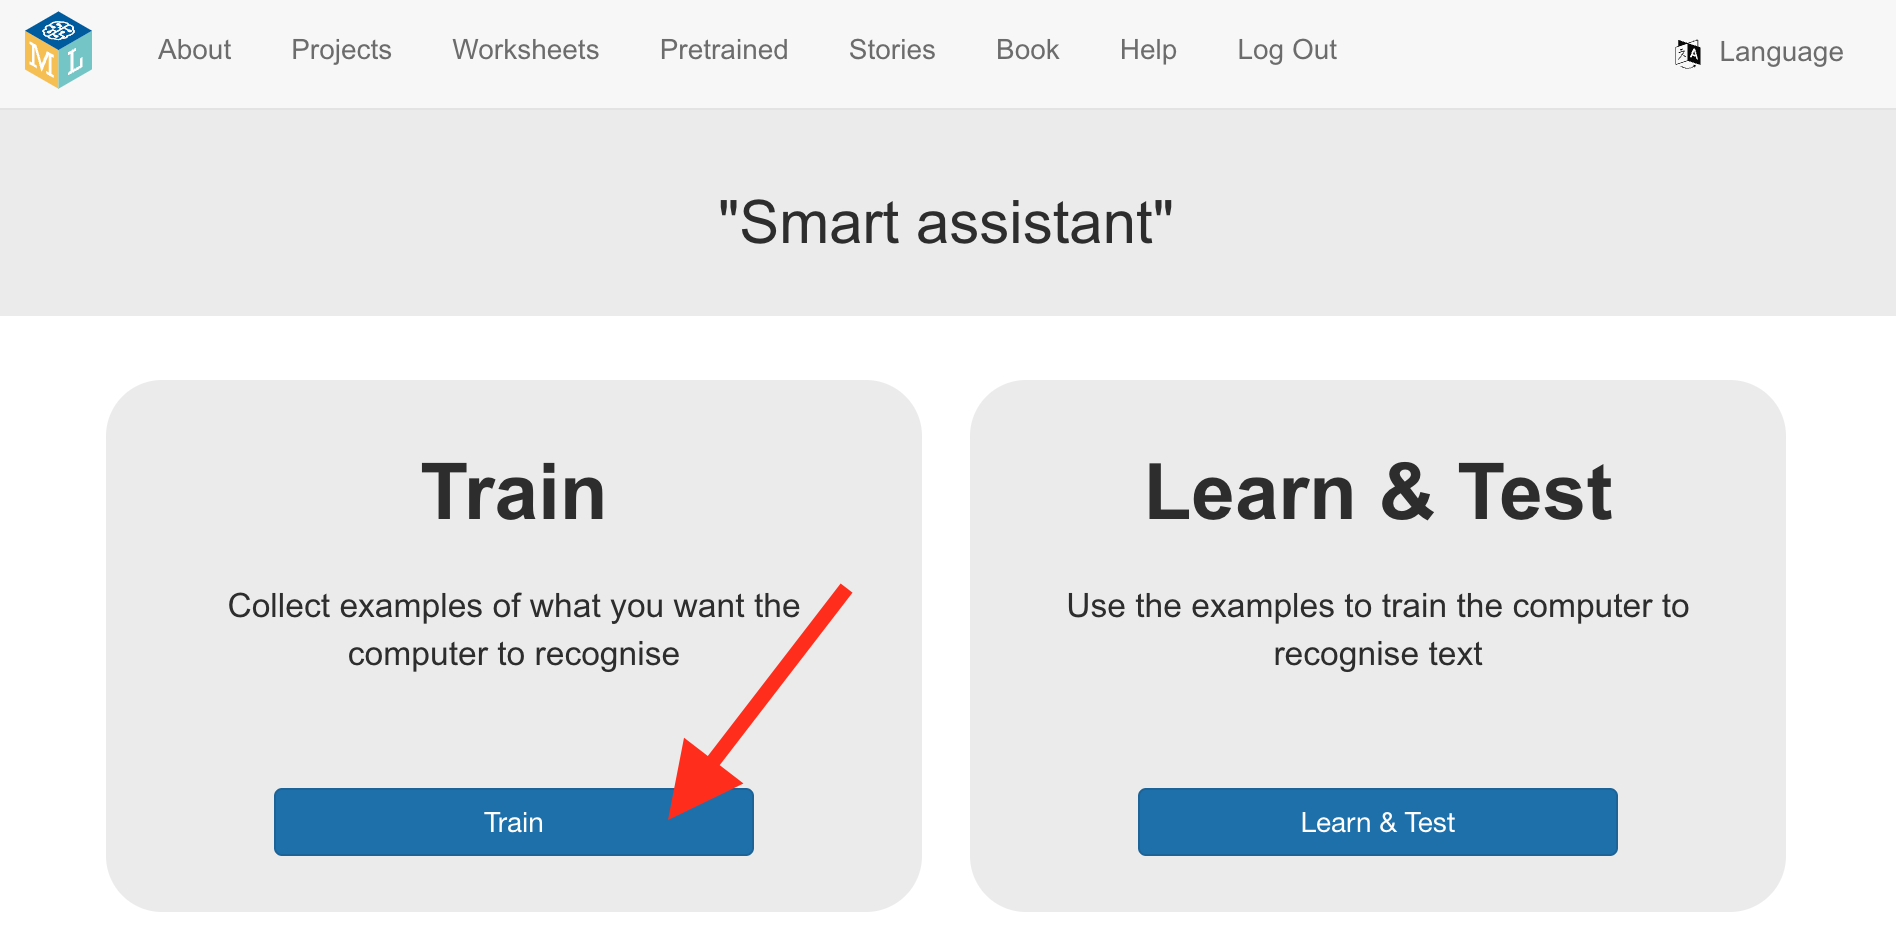 ML
About Projects Worksheets Pretrained Stories Book Help Log Out Language
"Smart assistant"
Train
Collect examples of what you want the
computer to recognise
Train
Learn & Test
Use the examples to train the computer to
recognise text
Learn & Test